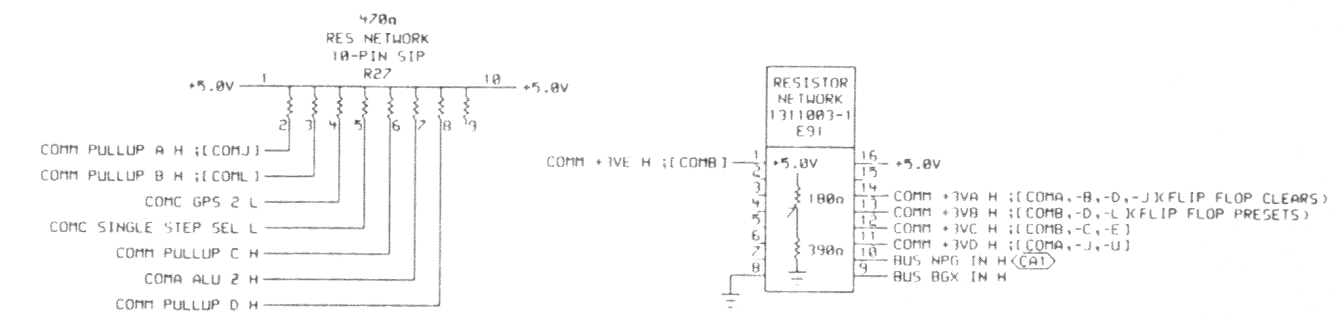 470Ω
RES NETWORK
10-PIN SIP
R27
+5.0V 1 10 +5.0V
2 3 4 5 6 7 8 9
COMM PULLUP A H ;[COMJ]
COMM PULLUP B H ;[COML]
COMC GPS 2 L
COMC SINGLE STEP SEL L
COMM PULLUP C H
COMA ALU 2 H
COMM PULLUP D H
RESISTOR
NETWORK
1311003-1
E91
COMM +3VE H ;[COMB] 1 +5.0V 16 +5.0V
2 15
3 14 COMM +3VA H ;[COMA,-B,-D,-J](FLIP FLOP CLEARS)
4 180Ω 13 COMM +3VB H ;[COMB,-D,-L](FLIP FLOP PRESETS)
5 12 COMM +3VC H ;[COMB,-C,-E]
6 11 COMM +3VD H ;[COMA,-J,-U]
7 390Ω 10 BUS NPG IN H CA1
8 9 BUS BGX IN H